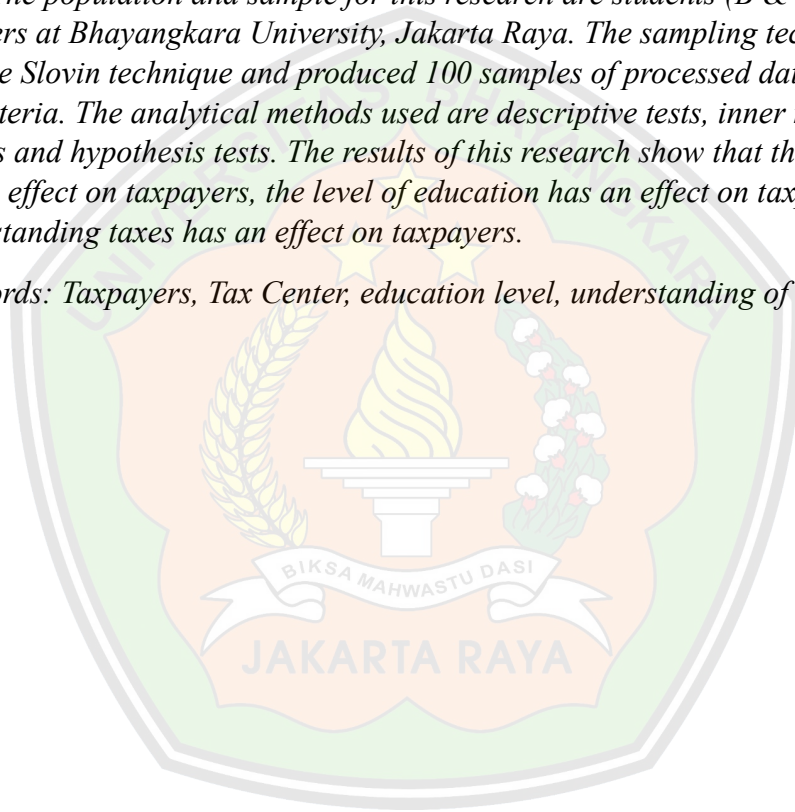 The population and sample for this research are students (B &
ers at Bhayangkara University, Jakarta Raya. The sampling tec
e Slovin technique and produced 100 samples of processed dat
teria. The analytical methods used are descriptive tests, inner
s and hypothesis tests. The results of this research show that th
effect on taxpayers, the level of education has an effect on tax
standing taxes has an effect on taxpayers.
ords: Taxpayers, Tax Center, education level, understanding of
UNIVERSITAS BHAYANGKARA
BIKSA MAHWASTU DASI
JAKARTA RAYA